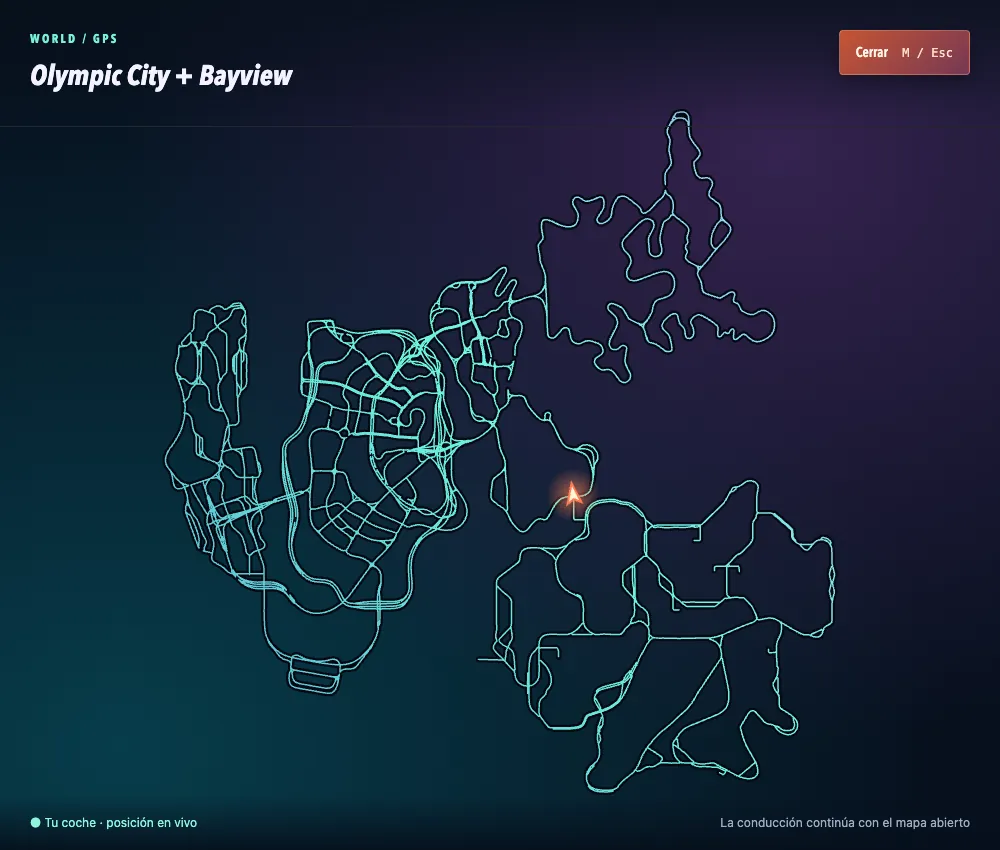 WORLD / GPS
Olympic City + Bayview
Cerrar M / Esc
Tu coche · posición en vivo
La conducción continúa con el mapa abierto